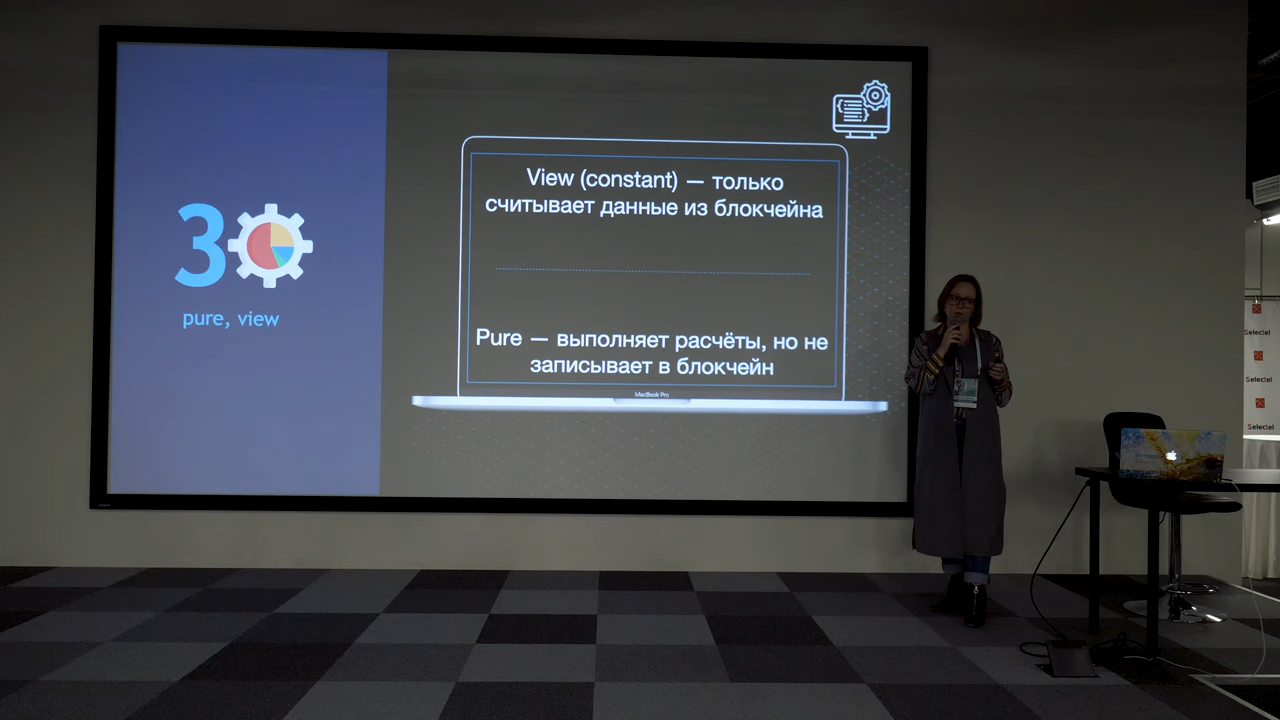 3
pure, view
View (constant) — только
считывает данные из блокчейна
Pure — выполняет расчёты, но не
записывает в блокчейн
MacBook Pro
Selectel
Selectel
Selectel